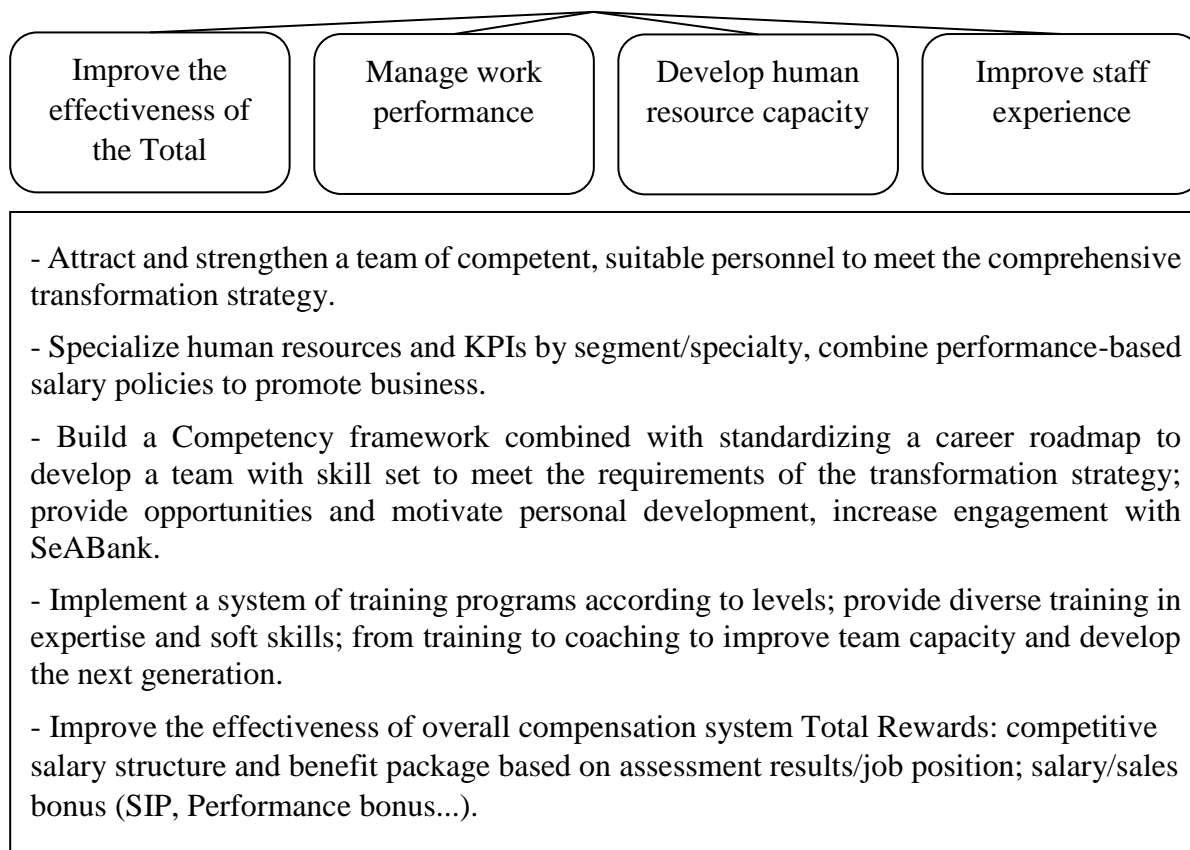 Improve the
effectiveness of
the Total
Manage work
performance
Develop human
resource capacity
Improve staff
experience
- Attract and strengthen a team of competent, suitable personnel to meet the comprehensive
transformation strategy.
- Specialize human resources and KPIs by segment/specialty, combine performance-based
salary policies to promote business.
- Build a Competency framework combined with standardizing a career roadmap to
develop a team with skill set to meet the requirements of the transformation strategy;
provide opportunities and motivate personal development, increase engagement with
SeABank.
- Implement a system of training programs according to levels; provide diverse training in
expertise and soft skills; from training to coaching to improve team capacity and develop
the next generation.
- Improve the effectiveness of overall compensation system Total Rewards: competitive
salary structure and benefit package based on assessment results/job position; salary/sales
bonus (SIP, Performance bonus...).